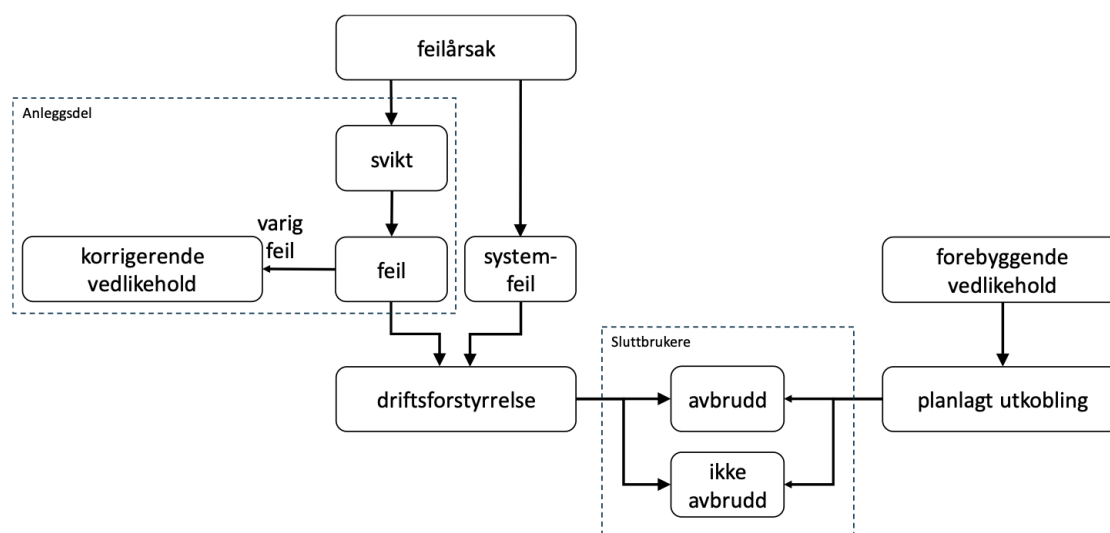 feilårsak
Anleggsdel
svikt
varig
feil
korrigerende
vedlikehold
feil
system-
feil
forebyggende
vedlikehold
Sluttbrukere
driftsforstyrrelse
avbrudd
planlagt utkobling
ikke
avbrudd